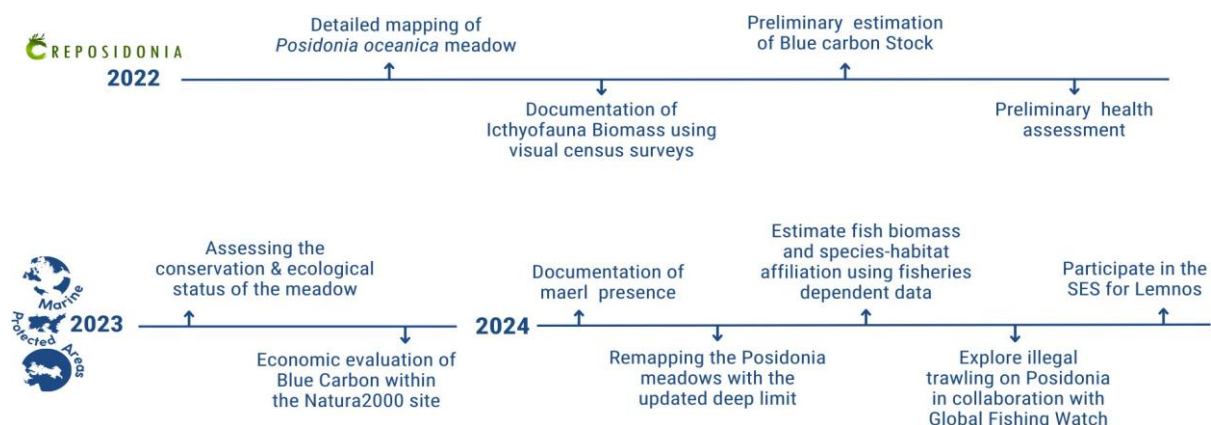 CREPOSIDONIA
2022
Detailed mapping of
Posidonia oceanica meadow
Documentation of
Icthyofauna Biomass using
visual census surveys
Preliminary estimation
of Blue carbon Stock
Preliminary health
assessment
Marine
Protected Areas
2023
Assessing the
conservation & ecological
status of the meadow
Economic evaluation of
Blue Carbon within
the Natura2000 site
2024
Documentation of
maerl presence
Remapping the Posidonia
meadows with the
updated deep limit
Estimate fish biomass
and species-habitat
affiliation using fisheries
dependent data
Explore illegal
trawling on Posidonia
in collaboration with
Global Fishing Watch
Participate in the
SES for Lemnos